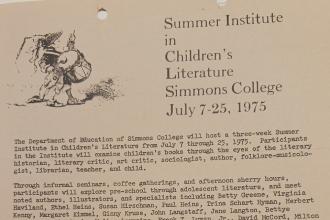 Summer Institute
in
Children's
Literature
Simmons College
July 7-25, 1975
The Department of Education of Simmons College will host a three-week Summer
Institute in Children's Literature from July 7 through 25, 1975. Participants
in the Institute will examine children's books through the eyes of the literary
historian, literary critic, art critic, sociologist, author, folklore-musicolo-
gist, librarian, teacher, and child.
Through informal seminars, coffee gatherings, and afternoon sherry hours,
participants will explore pre-school through adolescent literature, and meet
noted authors, illustrators, and specialists including Betty Greene, Virginia
Haviland, Ethel Heins, Susan Hirschman, Paul Heins, Trina Schart Hyman, Herbert
Kenny, Margaret Kimmel, Ginny Kruse, John Langstaff, Jane Langton, Bettye
David McCord, Milton